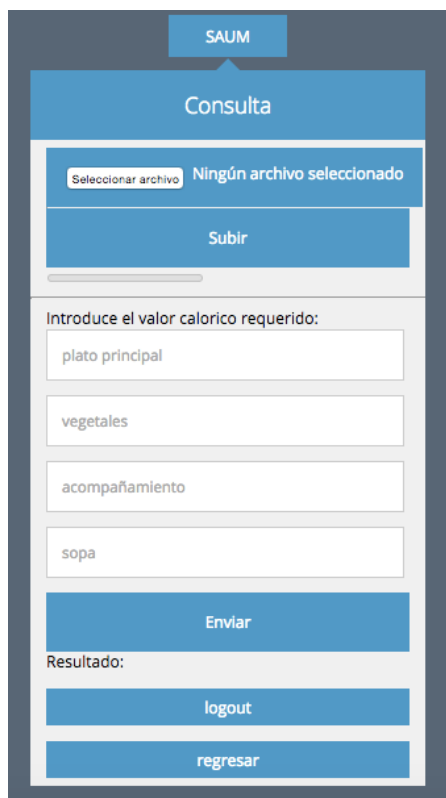 SAUM
Consulta
Seleccionar archivo Ningún archivo seleccionado
Subir
Introduce el valor calorico requerido:
plato principal
vegetales
acompañamiento
sopa
Enviar
Resultado:
logout
regresar